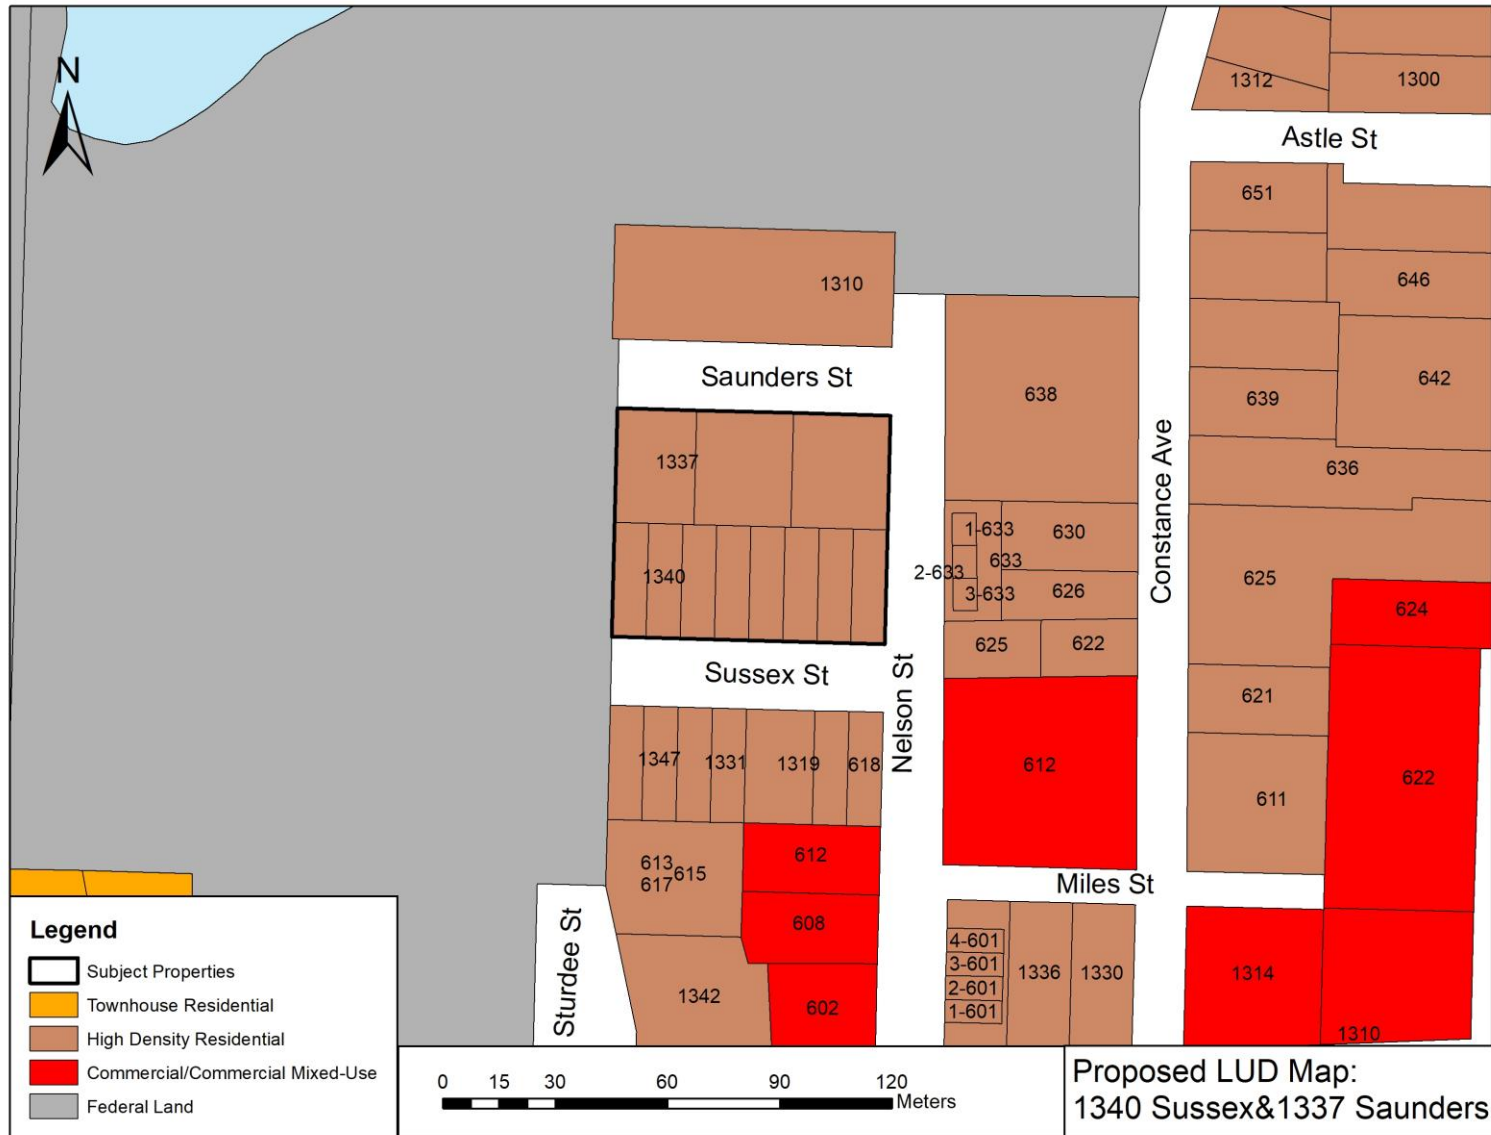 N
1312
1300
Astle St
651
646
1310
Saunders St
638
642
639
1337
636
Constance Ave
1-633
630
633
2-633
3-633
626
1340
625
624
625
622
Sussex St
621
Nelson St
1347
1331
1319
618
612
622
611
612
613
615
617
Miles St
608
4-601
3-601
2-601
1-601
1336
1330
1314
1342
602
1310
Sturdee St
Legend
Subject Properties
Townhouse Residential
High Density Residential
Commercial/Commercial Mixed-Use
Federal Land
0 15 30 60 90 120
Meters
Proposed LUD Map:
1340 Sussex&1337 Saunders